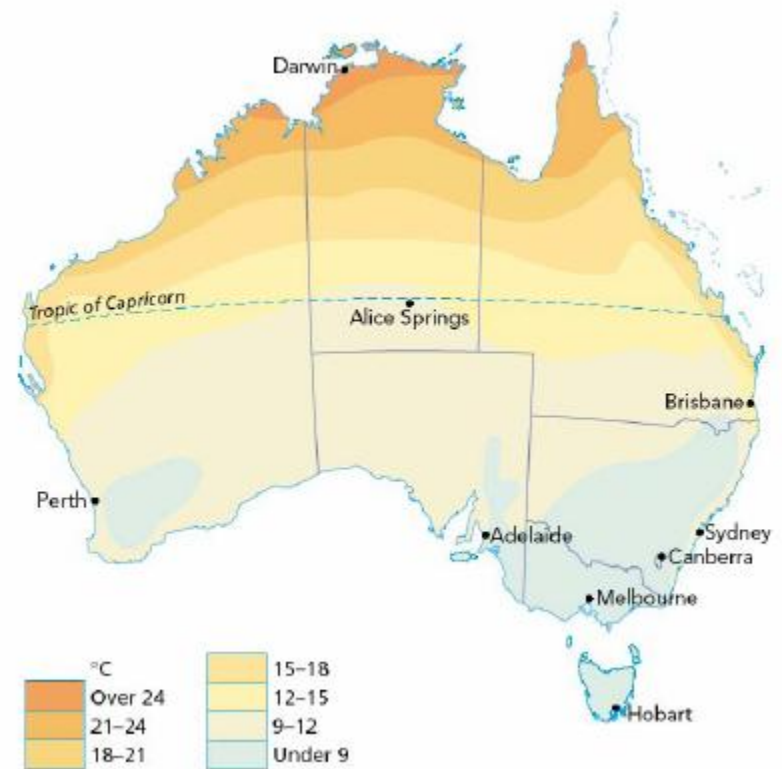 Darwin
Tropic of Capricorn
Alice Springs
Brisbane
Perth
Adelaide
Sydney
Canberra
Melbourne
Hobart
°C
Over 24
21–24
18–21
15–18
12–15
9–12
Under 9